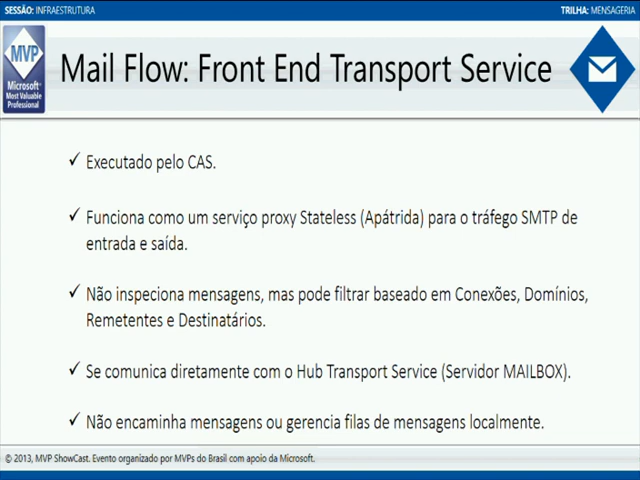 SESSÃO: INFRAESTRUTURA
TRILHA: MENSAGERIA
MVP
Microsoft®
Most Valuable
Professional
Mail Flow: Front End Transport Service
✓ Executado pelo CAS.
✓ Funciona como um serviço proxy Stateless (Apátrida) para o tráfego SMTP de
entrada e saída.
✓ Não inspeciona mensagens, mas pode filtrar baseado em Conexões, Domínios,
Remetentes e Destinatários.
✓ Se comunica diretamente com o Hub Transport Service (Servidor MAILBOX).
✓ Não encaminha mensagens ou gerencia filas de mensagens localmente.
© 2013, MVP ShowCast. Evento organizado por MVPs do Brasil com apoio da Microsoft.